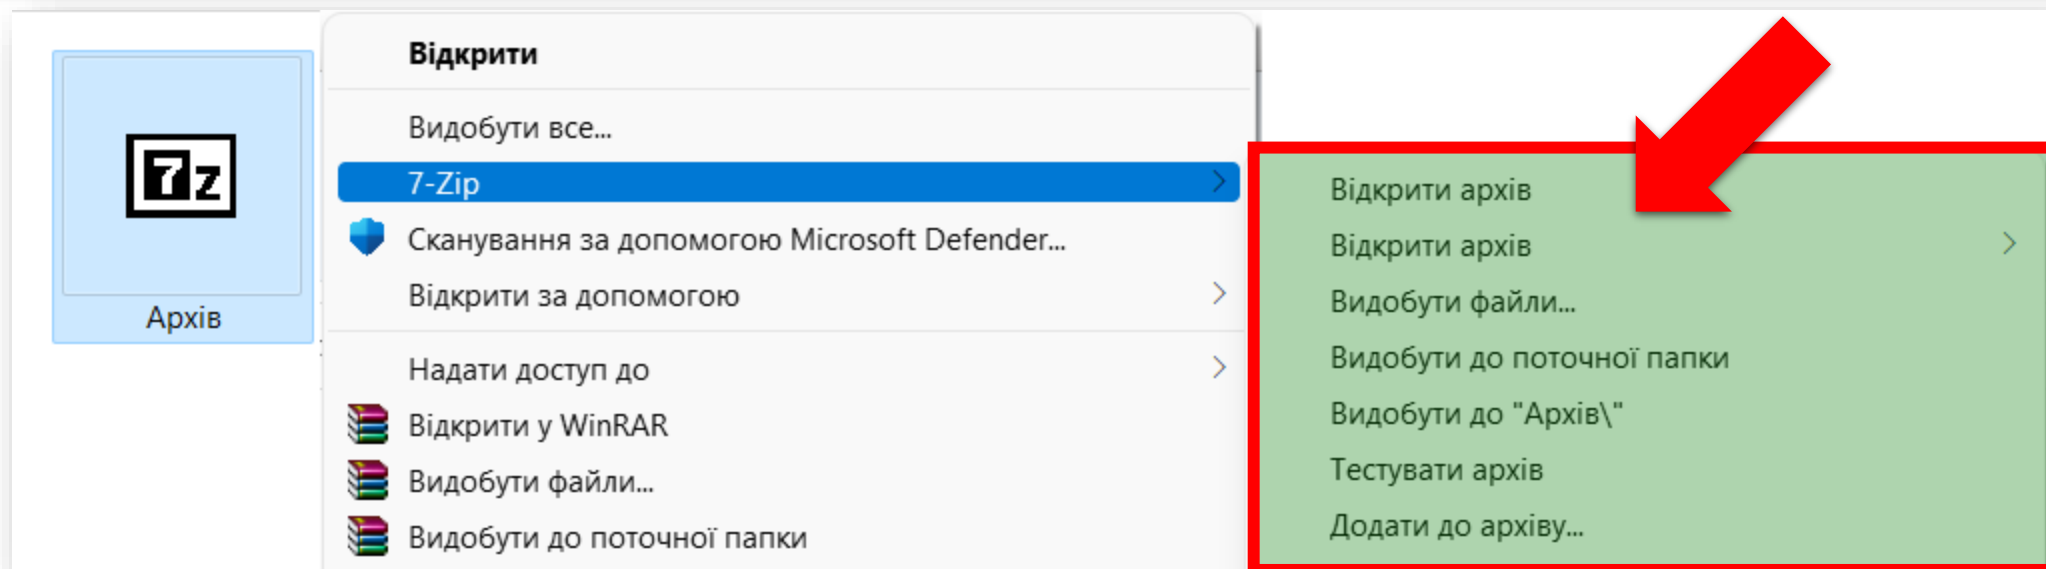 7z
Архів
Відкрити
Видобути все...
7-Zip
Сканування за допомогою Microsoft Defender...
Відкрити за допомогою
Надати доступ до
Відкрити у WinRAR
Видобути файли...
Видобути до поточної папки
Відкрити архів
Відкрити архів
Видобути файли...
Видобути до поточної папки
Видобути до "Архів\"
Тестувати архів
Додати до архіву...